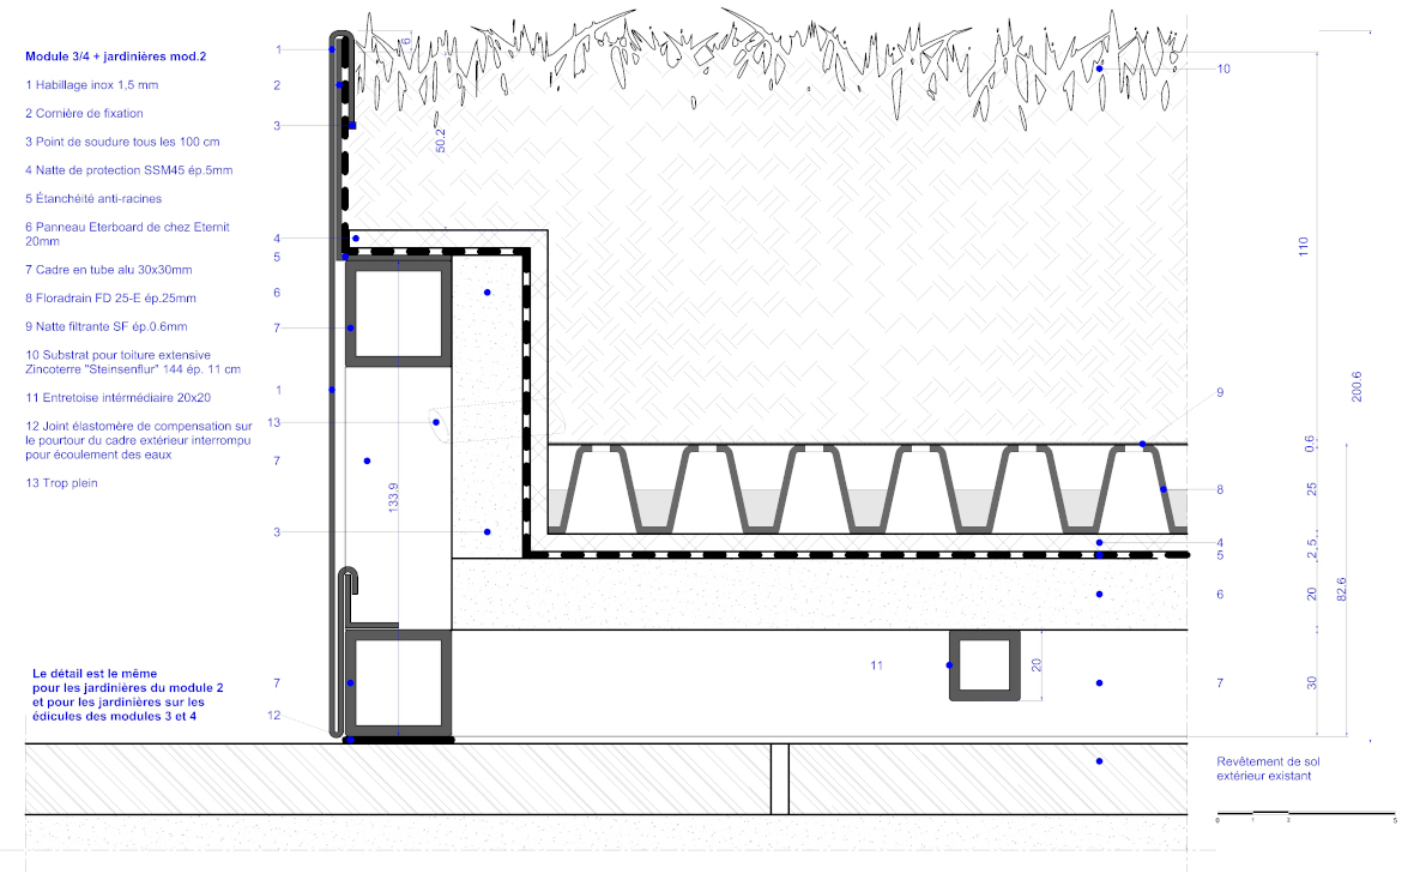 Module 3/4 + jardinières mod.2
1 Habillage inox 1,5 mm
2 Cornière de fixation
3 Point de soudure tous les 100 cm
4 Natte de protection SSM45 ép.5mm
5 Étanchéité anti-racines
6 Panneau Eterboard de chez Eternit
20mm
7 Cadre en tube alu 30x30mm
8 Floradrain FD 25-E ép.25mm
9 Natte filtrante SF ép.0.6mm
10 Substrat pour toiture extensive
Zincoterre "Steinsenflur" 144 ép. 11 cm
11 Entretoise intérmédiaire 20x20
12 Joint élastomère de compensation sur
le pourtour du cadre extérieur interrompu
pour écoulement des eaux
13 Trop plein
Le détail est le même
pour les jardinières du module 2
et pour les jardinières sur les
édicules des modules 3 et 4
1
2
3
4
5
6
7
1
13
7
3
7
12
6
50.2
133.9
11
20
10
9
8
4
5
6
7
110
0.6
25
2.5
20
30
82.6
200.6
Revêtement de sol
extérieur existant
0
1
2
5